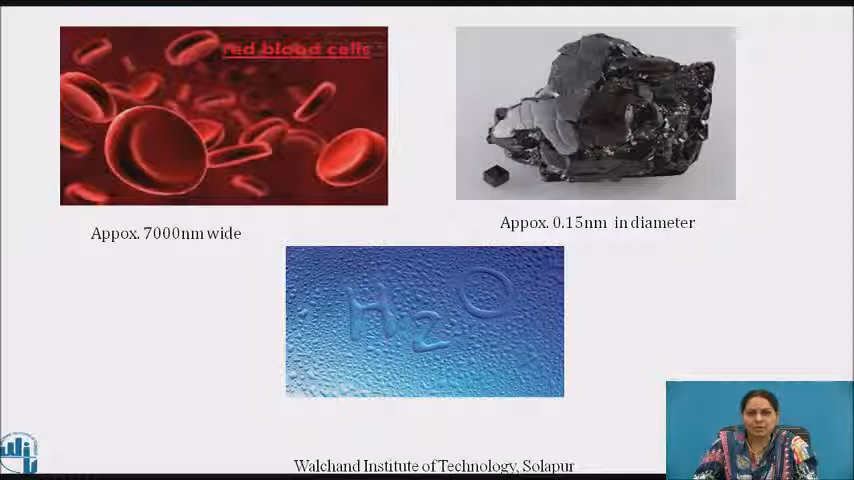 red blood cells
Appox. 7000nm wide
Appox. 0.15nm in diameter
H2O
Walchand Institute of Technology, Solapur